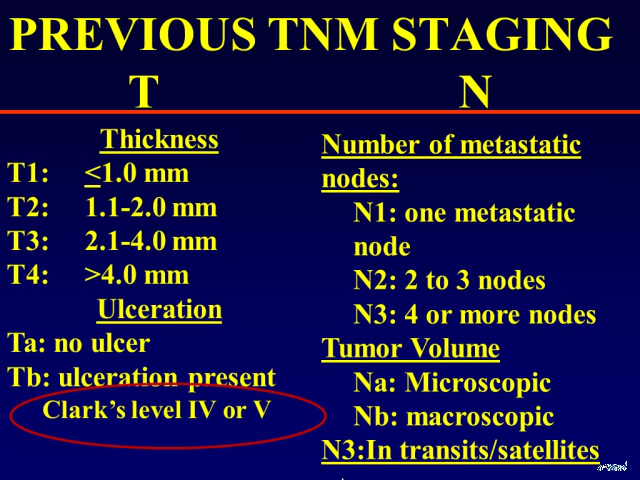 PREVIOUS TNM STAGING
T N
Thickness
T1: ≤1.0 mm
T2: 1.1-2.0 mm
T3: 2.1-4.0 mm
T4: >4.0 mm
Ulceration
Ta: no ulcer
Tb: ulceration present
Clark’s level IV or V
Number of metastatic
nodes:
N1: one metastatic
node
N2: 2 to 3 nodes
N3: 4 or more nodes
Tumor Volume
Na: Microscopic
Nb: macroscopic
N3:In transits/satellites